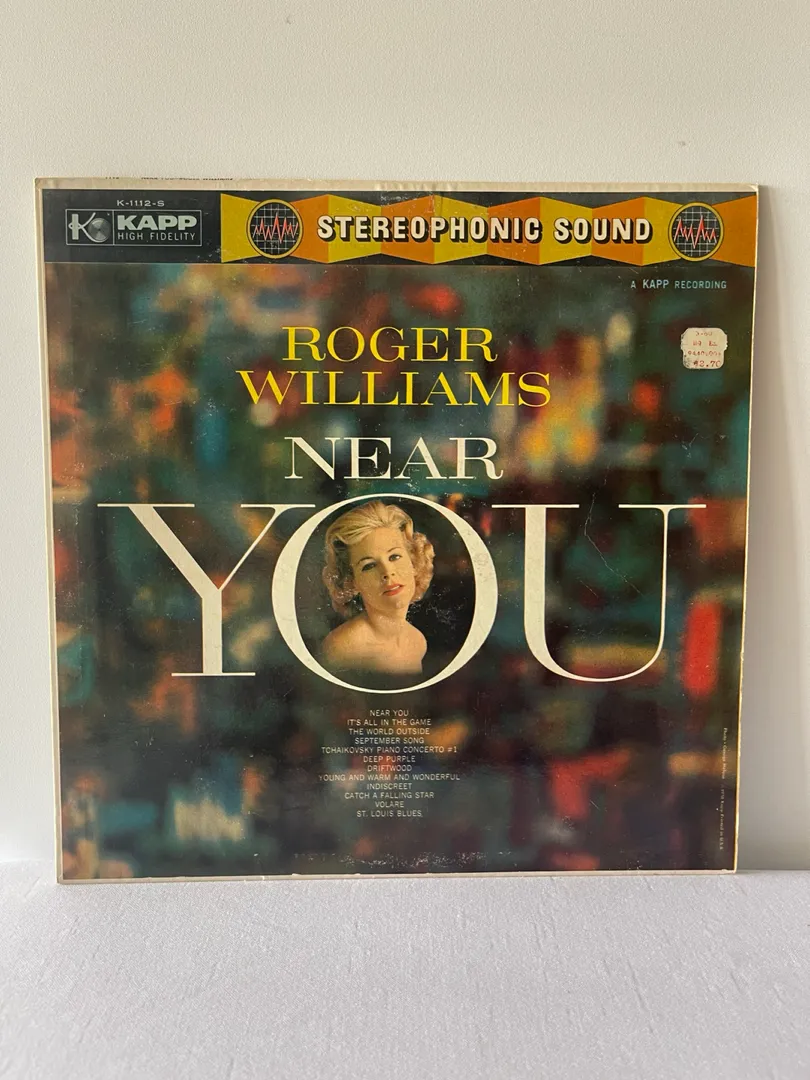 K-1112-S
KAPP
HIGH FIDELITY
STEREOPHONIC SOUND
A KAPP RECORDING
ROGER
WILLIAMS
NEAR
YOU
NEAR YOU
IT'S ALL IN THE GAME
THE WORLD OUTSIDE
SEPTEMBER SONG
TCHAIKOVSKY PIANO CONCERTO #1
DEEP PURPLE
DRIFTWOOD
YOUNG AND WARM AND WONDERFUL
INDISCREET
CATCH A FALLING STAR
VOLARE
ST. LOUIS BLUES